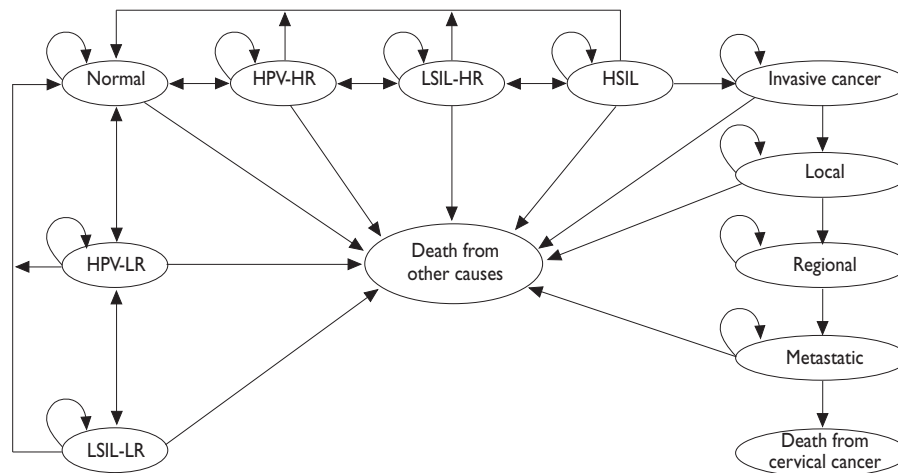 Normal
HPV-HR
LSIL-HR
HSIL
Invasive cancer
Local
Death from
other causes
HPV-LR
Regional
Metastatic
LSIL-LR
Death from
cervical cancer